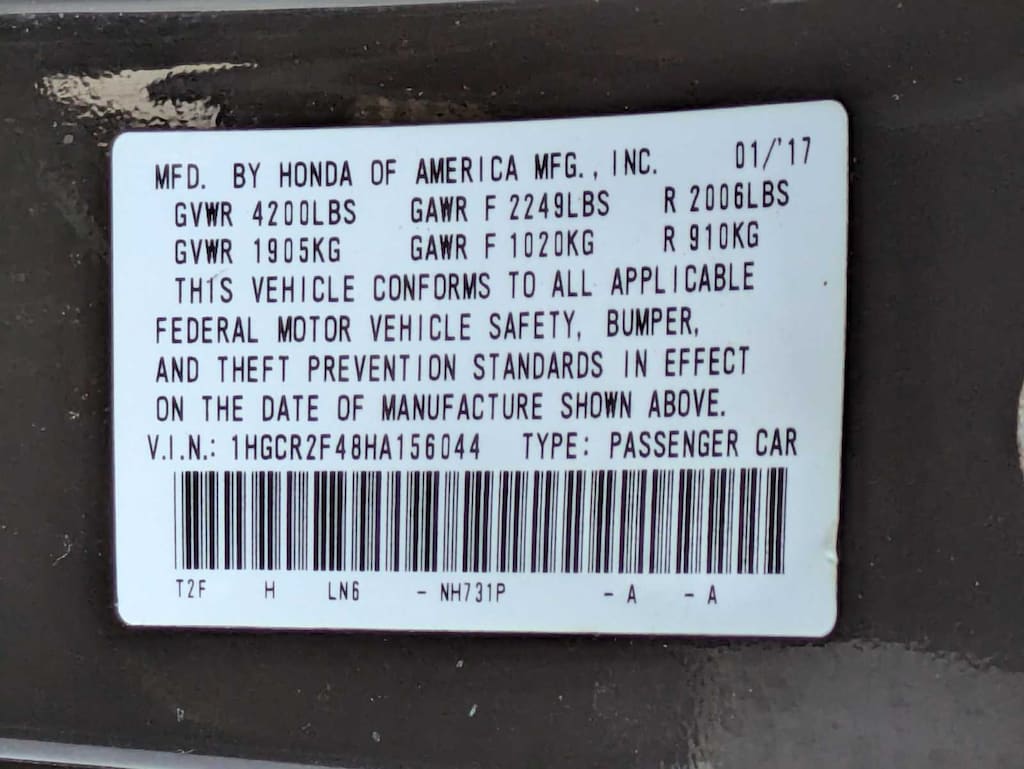 MFD. BY HONDA OF AMERICA MFG., INC. 01/'17
GVWR 4200LBS GAWR F 2249LBS R 2006LBS
GVWR 1905KG GAWR F 1020KG R 910KG
THIS VEHICLE CONFORMS TO ALL APPLICABLE
FEDERAL MOTOR VEHICLE SAFETY, BUMPER,
AND THEFT PREVENTION STANDARDS IN EFFECT
ON THE DATE OF MANUFACTURE SHOWN ABOVE.
V.I.N.: 1HGCR2F48HA156044 TYPE: PASSENGER CAR
T2F H LN6 - NH731P - A - A